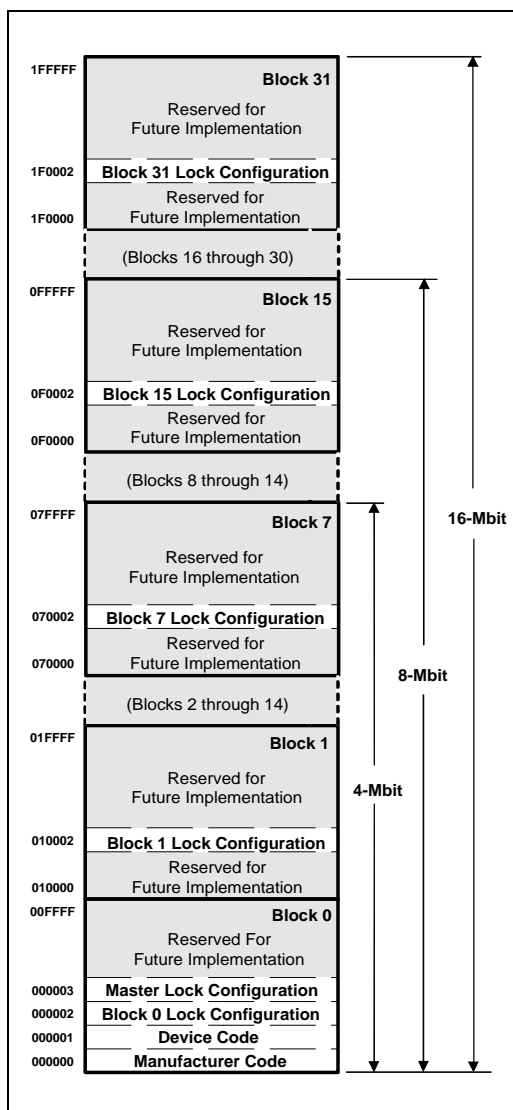 1FFFFF
Block 31
Reserved for
Future Implementation
1F0002
Block 31 Lock Configuration
1F0000
Reserved for
Future Implementation
(Blocks 16 through 30)
0FFFFF
Block 15
Reserved for
Future Implementation
0F0002
Block 15 Lock Configuration
0F0000
Reserved for
Future Implementation
(Blocks 8 through 14)
07FFFF
Block 7
Reserved for
Future Implementation
070002
Block 7 Lock Configuration
070000
Reserved for
Future Implementation
(Blocks 2 through 14)
01FFFF
Block 1
Reserved for
Future Implementation
010002
Block 1 Lock Configuration
010000
Reserved for
Future Implementation
00FFFF
Block 0
Reserved For
Future Implementation
000003
Master Lock Configuration
000002
Block 0 Lock Configuration
000001
Device Code
000000
Manufacturer Code
4-Mbit
8-Mbit
16-Mbit